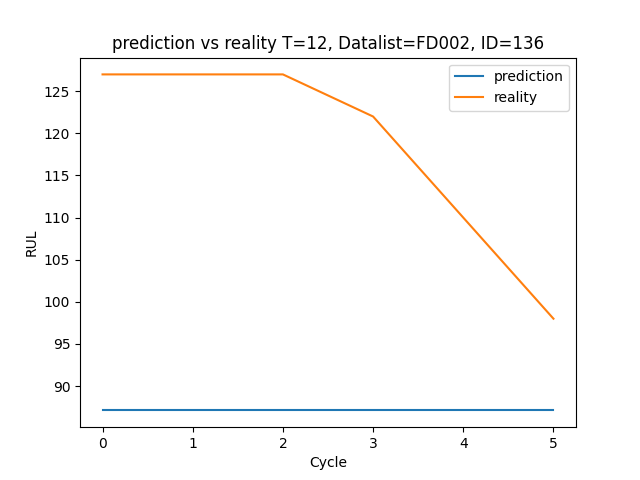 prediction vs reality T=12, Datalist=FD002, ID=136
prediction
reality
RUL
125
120
115
110
105
100
95
90
0 1 2 3 4 5
Cycle